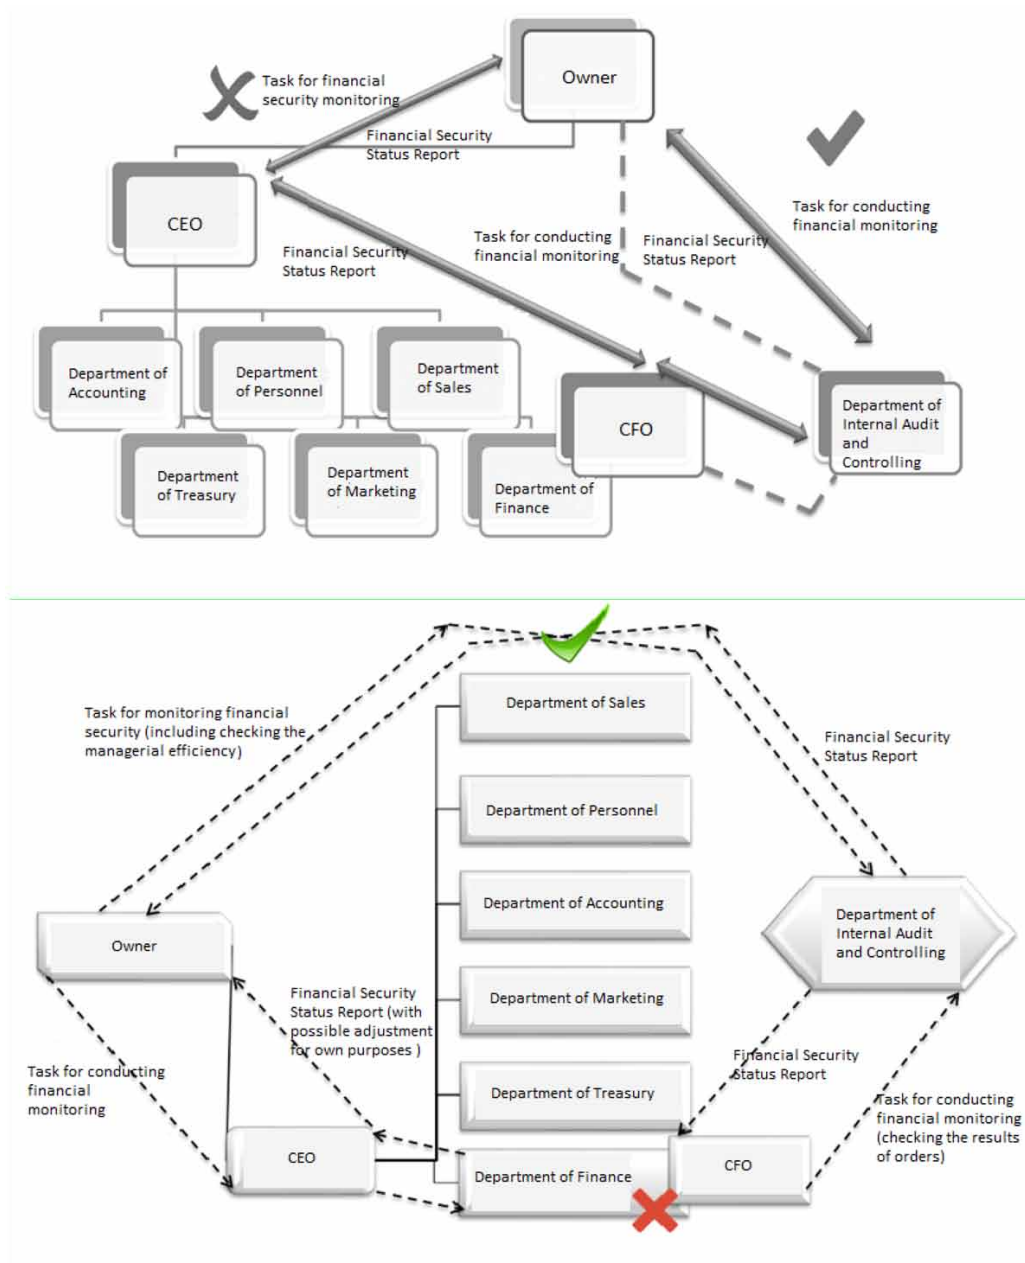 Owner
Task for financial
security monitoring
Financial Security
Status Report
CEO
Task for conducting
financial monitoring
Financial Security
Status Report
Task for conducting
financial monitoring
Financial Security
Status Report
Department of
Accounting
Department
of Personnel
Department
of Sales
CFO
Department of
Internal Audit
and
Controlling
Department
of Treasury
Department
of Marketing
Department of
Finance
Department of Sales
Task for monitoring financial
security (including checking the
managerial efficiency)
Financial Security
Status Report
Department of Personnel
Department of Accounting
Owner
Department of
Internal Audit
and Controlling
Department of Marketing
Financial Security
Status Report (with
possible adjustment
for own purposes )
Task for conducting
financial
monitoring
Financial Security
Status Report
Department of Treasury
Task for conducting
financial monitoring
(checking the results
of orders)
CEO
Department of Finance
CFO